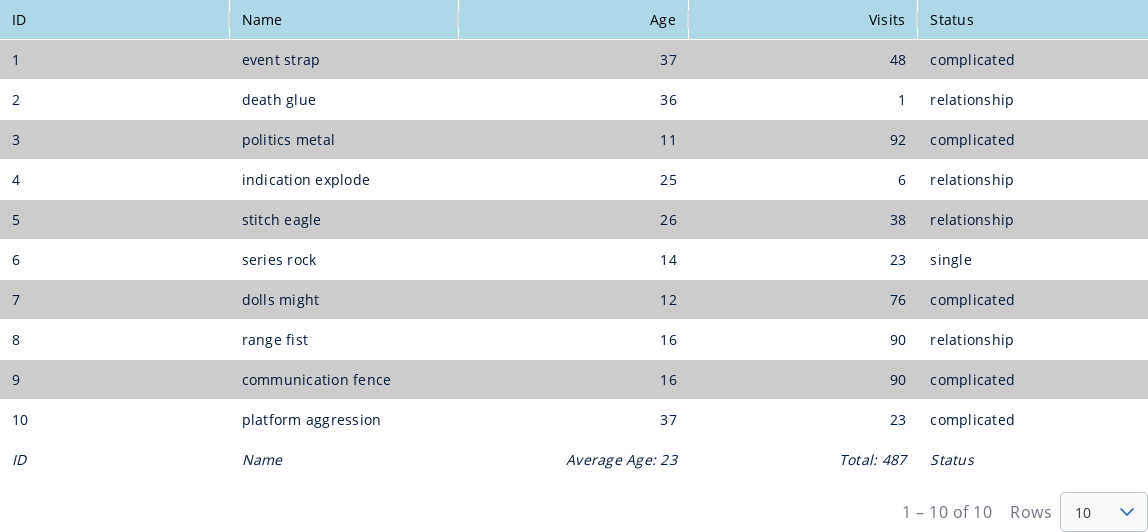 ID Name Age Visits Status
1 event strap 37 48 complicated
2 death glue 36 1 relationship
3 politics metal 11 92 complicated
4 indication explode 25 6 relationship
5 stitch eagle 26 38 relationship
6 series rock 14 23 single
7 dolls might 12 76 complicated
8 range fist 16 90 relationship
9 communication fence 16 90 complicated
10 platform aggression 37 23 complicated
ID Name Average Age: 23 Total: 487 Status
1 – 10 of 10 Rows 10